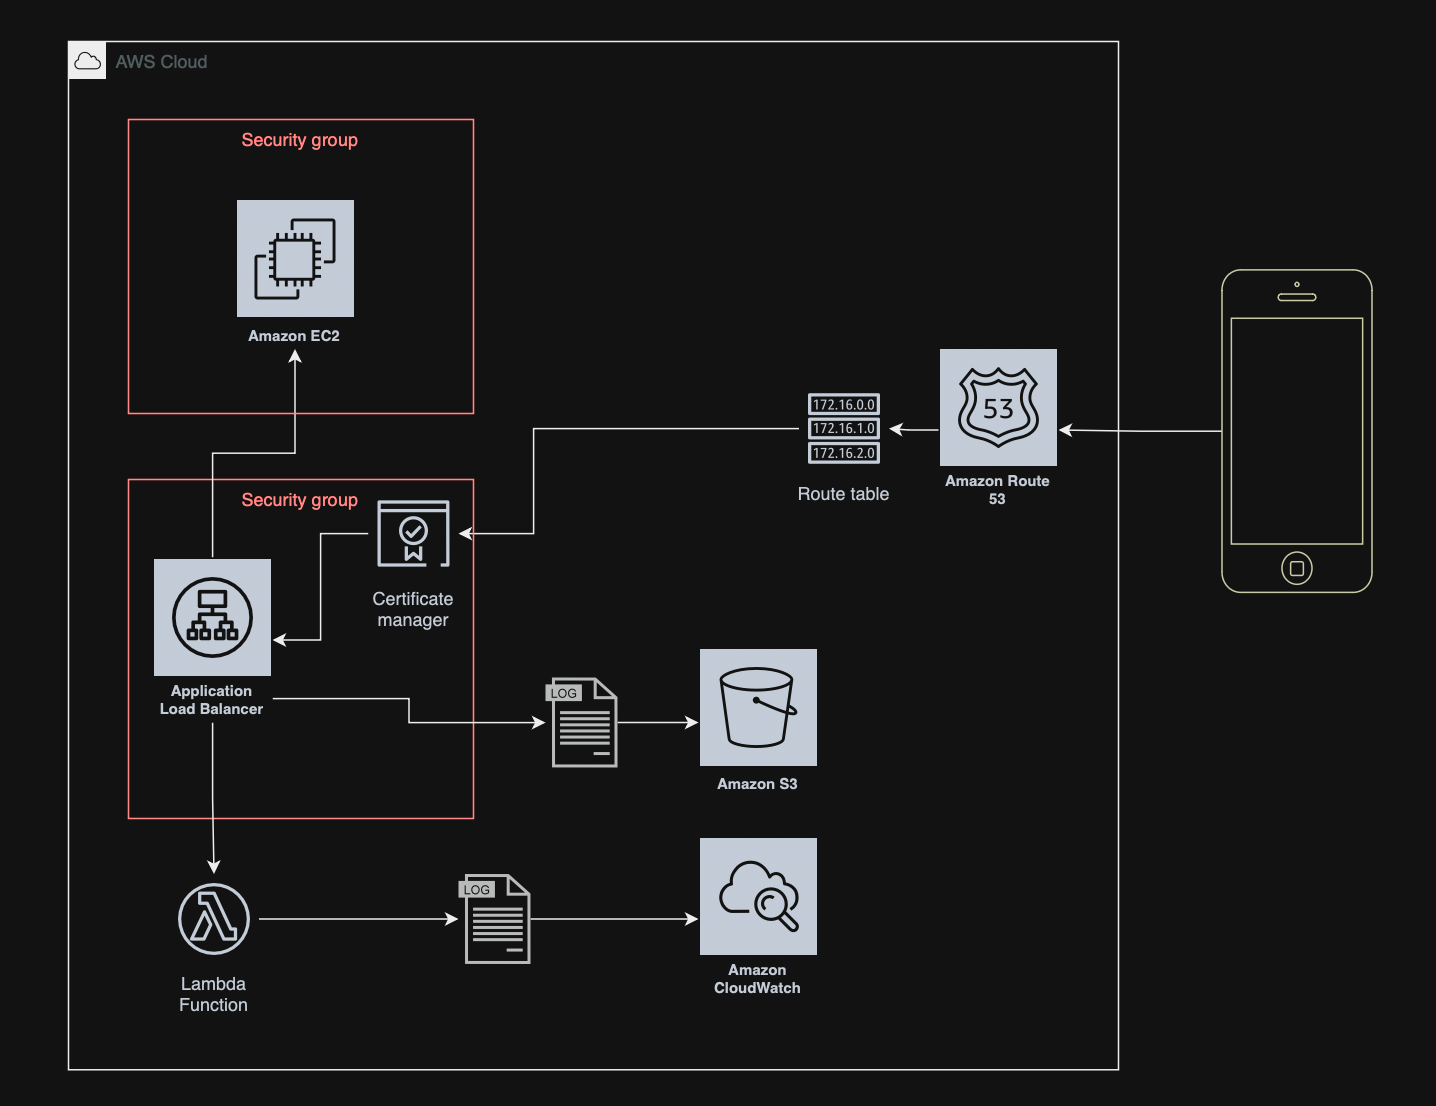 AWS Cloud
Security group
Amazon EC2
172.16.0.0
172.16.1.0
172.16.2.0
Route table
53
Amazon Route
53
Security group
Certificate
manager
Application
Load Balancer
LOG
Amazon S3
LOG
Amazon
CloudWatch
Lambda
Function